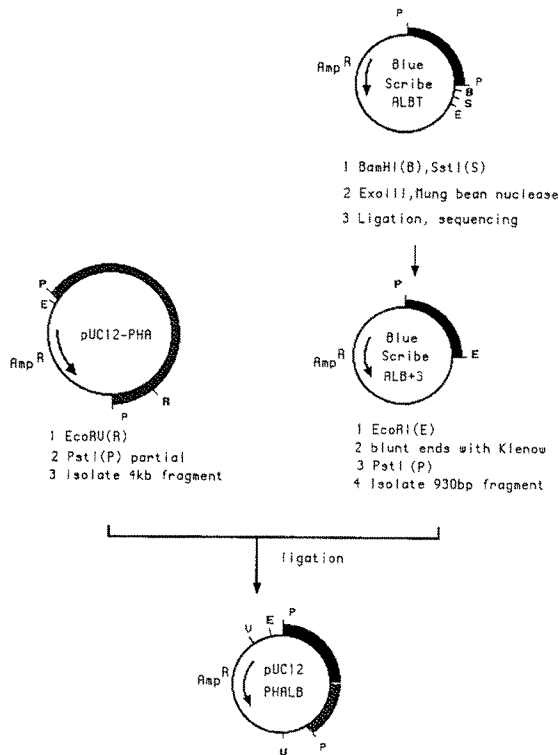 P
Amp R
Blue
Scribe
ALBT
P
B
S
E
1 BamHI(B),SstI(S)
2 ExoIII,Mung bean nuclease
3 Ligation, sequencing
P
Amp R
Blue
Scribe
ALB+3
E
P
E
pUC12-PHA
Amp R
P
R
1 EcoRV(R)
2 PstI(P) partial
3 Isolate 4kb fragment
1 EcoRI(E)
2 blunt ends with Klenow
3 PstI (P)
4 Isolate 930bp fragment
ligation
P
E
V
Amp R
pUC12
PHALB
V
P